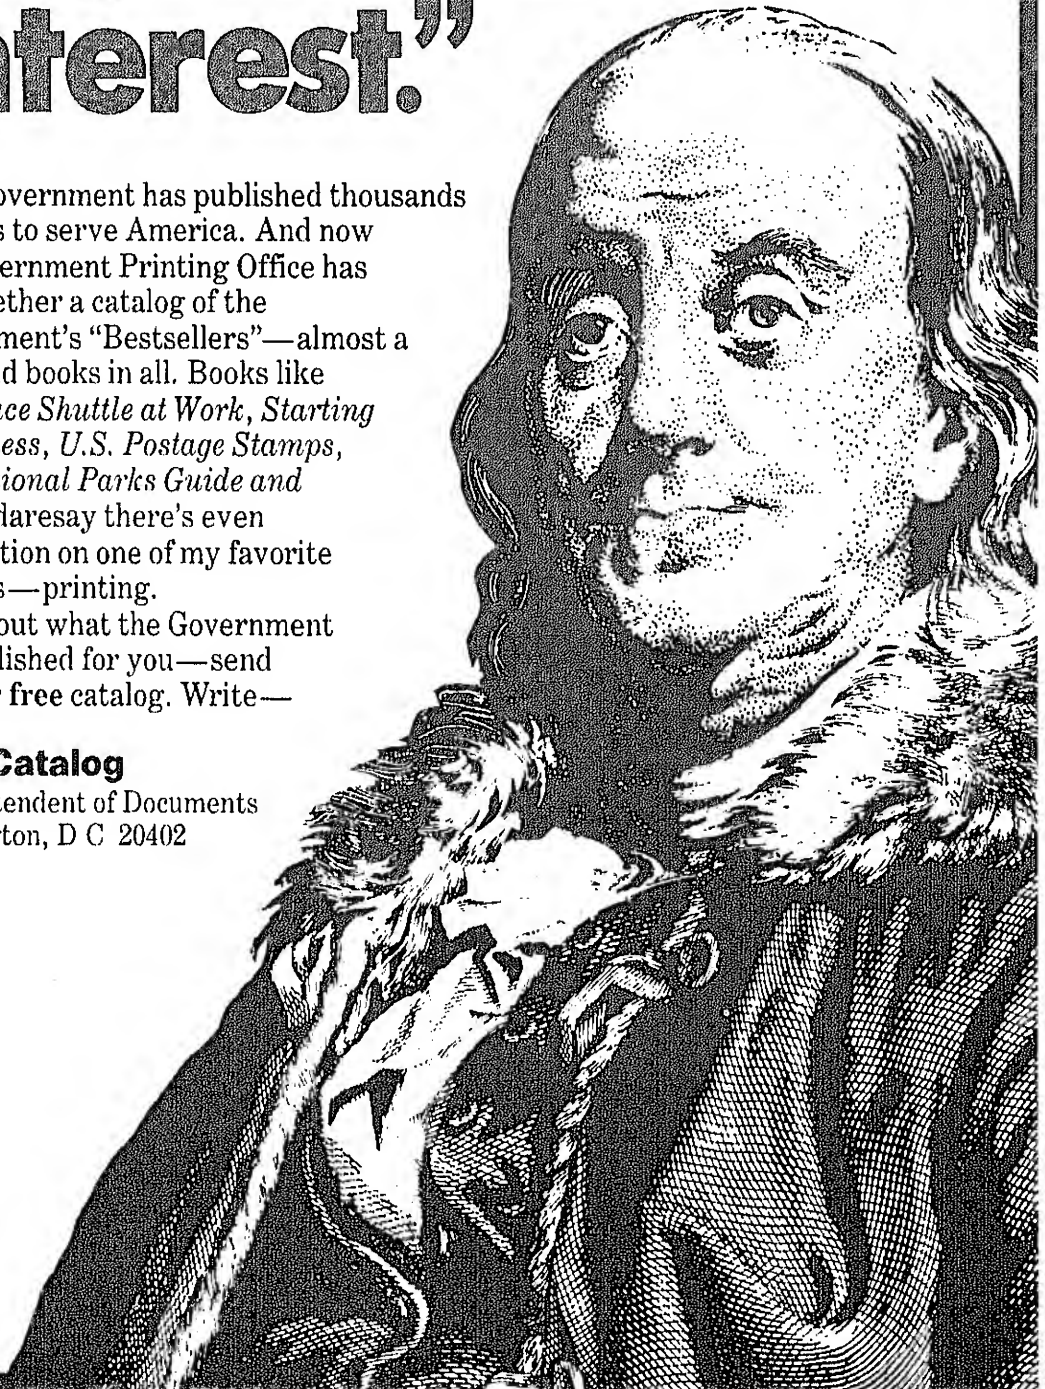 nterest.”
overnment has published thousands
s to serve America. And now
ernment Printing Office has
ether a catalog of the
ment's “Bestsellers”—almost a
d books in all. Books like
ce Shuttle at Work, Starting
ess, U.S. Postage Stamps,
ional Parks Guide and
daresay there's even
tion on one of my favorite
s—printing.
out what the Government
lished for you—send
r free catalog. Write—
Catalog
endent of Documents
ton, D C 20402